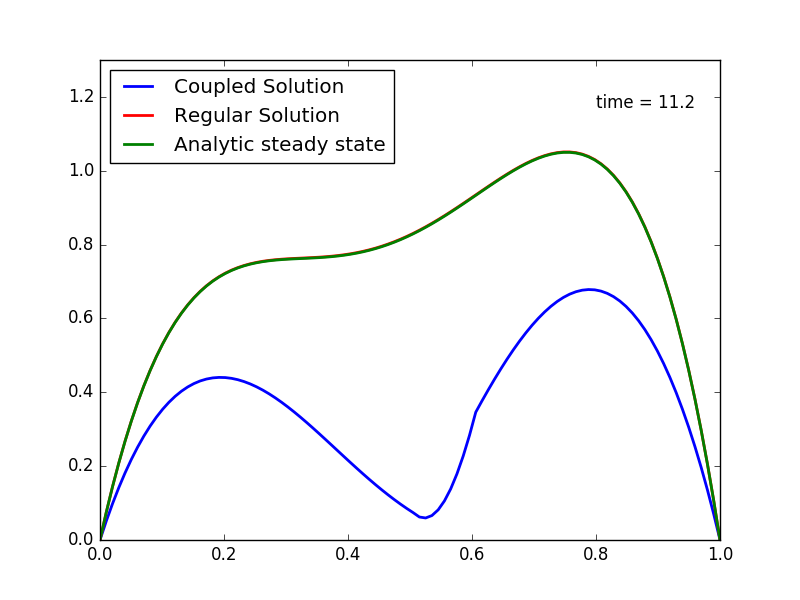 Coupled Solution
Regular Solution
Analytic steady state
time = 11.2
1.2
1.0
0.8
0.6
0.4
0.2
0.0
0.0 0.2 0.4 0.6 0.8 1.0